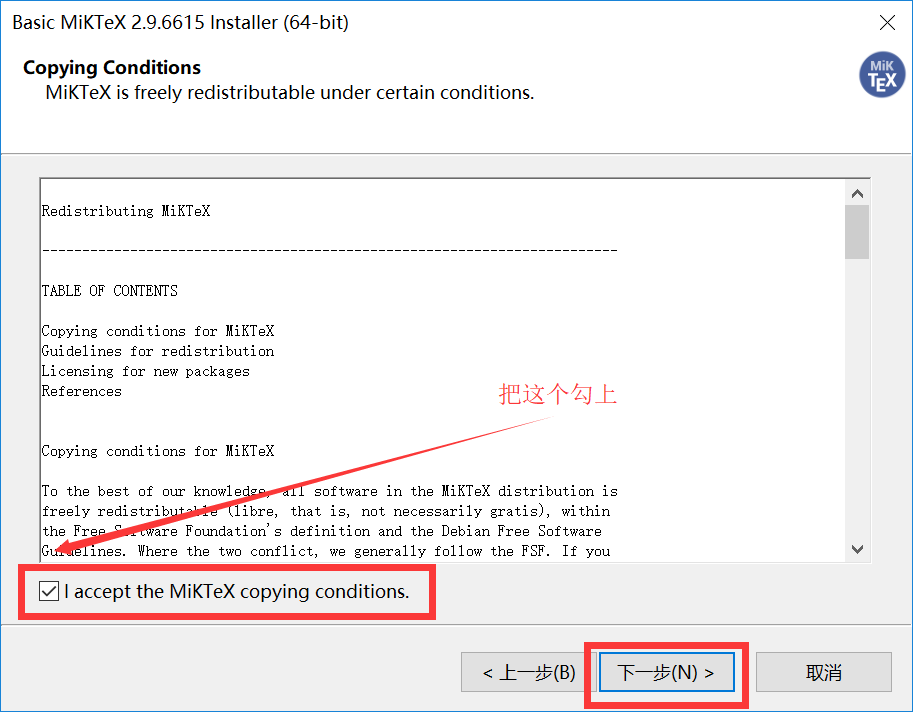 Basic MiKTeX 2.9.6615 Installer (64-bit)
Copying Conditions
MiKTeX is freely redistributable under certain conditions.
MiK
TEX
Redistributing MiKTeX
------------------------------------------------------------------------
TABLE OF CONTENTS
Copying conditions for MiKTeX
Guidelines for redistribution
Licensing for new packages
References
把这个勾上
Copying conditions for MiKTeX
To the best of our knowledge, all software in the MiKTeX distribution is
freely redistributable (libre, that is, not necessarily gratis), within
the Free Software Foundation's definition and the Debian Free Software
Guidelines. Where the two conflict, we generally follow the FSF. If you
I accept the MiKTeX copying conditions.
< 上一步(B)
下一步(N) >
取消